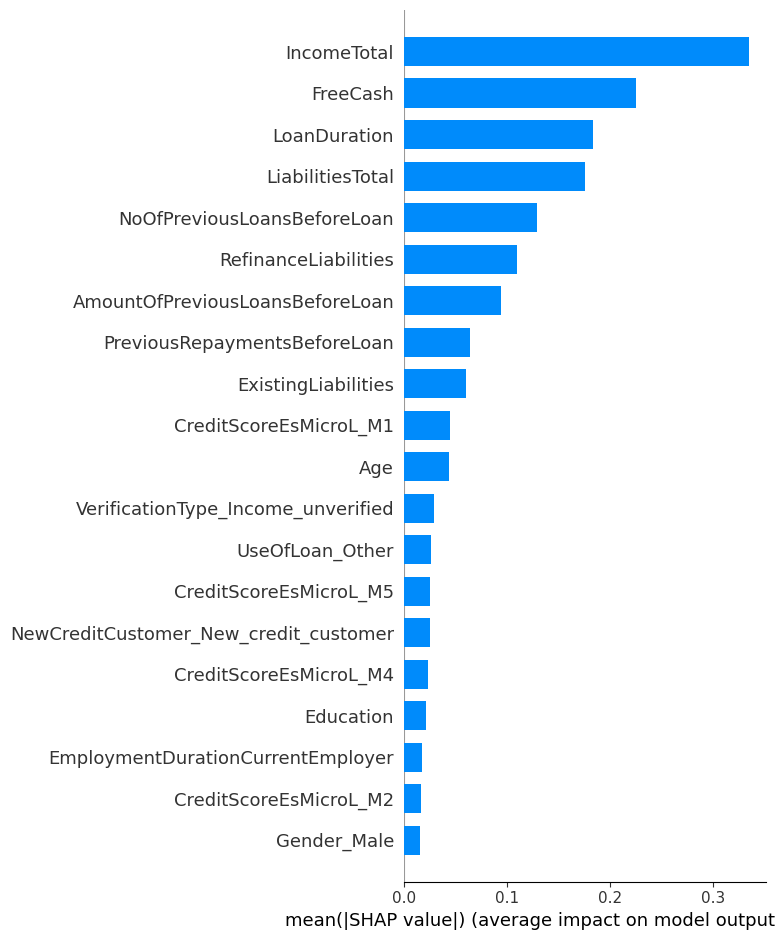 IncomeTotal
FreeCash
LoanDuration
LiabilitiesTotal
NoOfPreviousLoansBeforeLoan
RefinanceLiabilities
AmountOfPreviousLoansBeforeLoan
PreviousRepaymentsBeforeLoan
ExistingLiabilities
CreditScoreEsMicroL_M1
Age
VerificationType_Income_unverified
UseOfLoan_Other
CreditScoreEsMicroL_M5
NewCreditCustomer_New_credit_customer
CreditScoreEsMicroL_M4
Education
EmploymentDurationCurrentEmployer
CreditScoreEsMicroL_M2
Gender_Male
0.0 0.1 0.2 0.3
mean(|SHAP value|) (average impact on model output